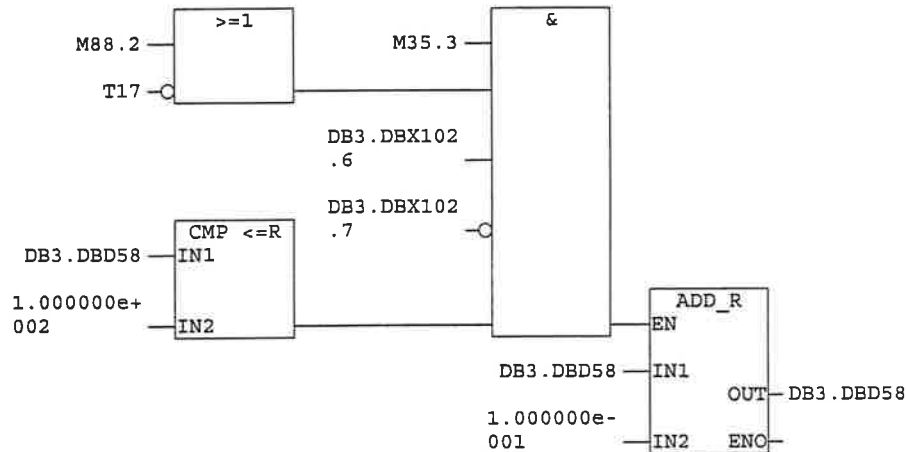 >=1
&
M88.2
M35.3
T17
DB3.DBX102
.6
DB3.DBX102
.7
CMP <=R
DB3.DBD58
IN1
1.000000e+
002
IN2
ADD_R
EN
DB3.DBD58
IN1
OUT
DB3.DBD58
1.000000e-
001
IN2
ENO